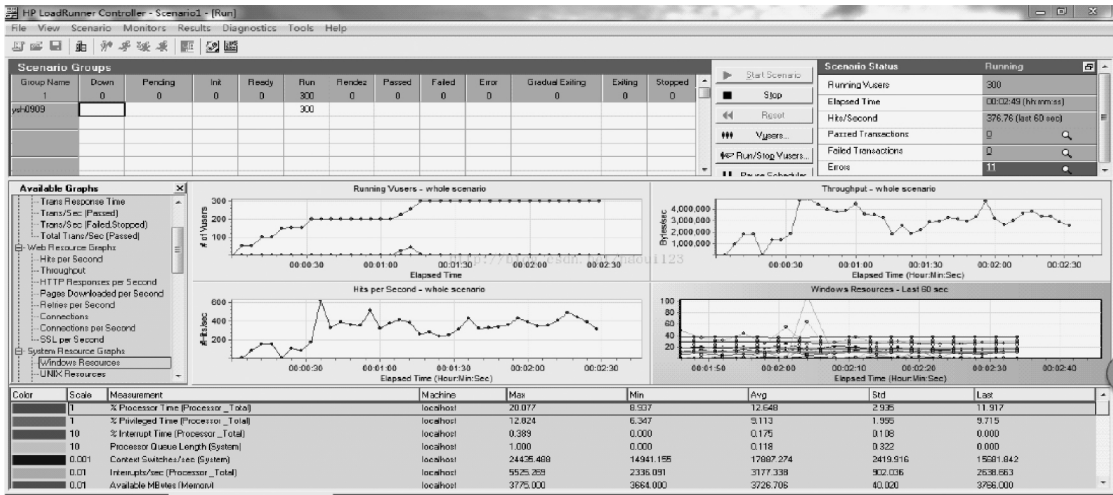 HP LoadRunner Controller - Scenario1 - [Run]
File View Scenario Monitors Results Diagnostics Tools Help
Scenario Groups
Group Name Down Pending Init Ready Run Rendez Passed Failed Error Gradual Exiting Exiting Stopped
1 0 0 0 0 300 0 0 0 0 0 0 0
ysh0909 300
Start Scenario
Stop
Reset
Vusers...
Run/Stop Vusers...
Pause Scheduler
Scenario Status Running
Running Vusers 300
Elapsed Time 00:02:49 (hh:mm:ss)
Hits/Second 376.76 (last 60 sec)
Passed Transactions 0
Failed Transactions 0
Errors 11
Available Graphs
Trans Response Time
Trans/Sec (Passed)
Trans/Sec (Failed,Stopped)
Total Trans/Sec (Passed)
Web Resource Graphs
Hits per Second
Throughput
HTTP Responses per Second
Pages Downloaded per Second
Retries per Second
Connections
Connections per Second
SSL per Second
System Resource Graphs
Windows Resources
UNIX Resources
Running Vusers - whole scenario
# of Vusers
300
200
100
00:00:30 00:01:00 00:01:30 00:02:00 00:02:30
Elapsed Time
Throughput - whole scenario
Bytes/sec
4,000,000
3,000,000
2,000,000
1,000,000
00:00:30 00:01:00 00:01:30 00:02:00 00:02:30
Elapsed Time (Hour:Min:Sec)
Hits per Second - whole scenario
#Hits/sec
600
400
200
00:00:30 00:01:00 00:01:30 00:02:00 00:02:30
Elapsed Time (Hour:Min:Sec)
Windows Resources - Last 60 sec
100
80
60
40
20
00:01:50 00:02:00 00:02:10 00:02:20 00:02:30 00:02:40
Elapsed Time (Hour:Min:Sec)
Color Scale Measurement Machine Max Min Avg Std Last
1 % Processor Time (Processor _Total) localhost 20.077 8.937 12.648 2.935 11.917
1 % Privileged Time (Processor _Total) localhost 12.824 6.347 9.113 1.955 9.715
10 % Interrupt Time (Processor _Total) localhost 0.389 0.000 0.175 0.108 0.000
10 Processor Queue Length (System) localhost 1.000 0.000 0.118 0.322 0.000
0.001 Context Switches/sec (System) localhost 24435.488 14941.155 17887.274 2419.916 15681.842
0.01 Interrupts/sec (Processor _Total) localhost 5525.269 2336.091 3177.338 902.036 2638.663
0.01 Available MBytes (Memory) localhost 3775.000 3664.000 3726.706 40.020 3766.000